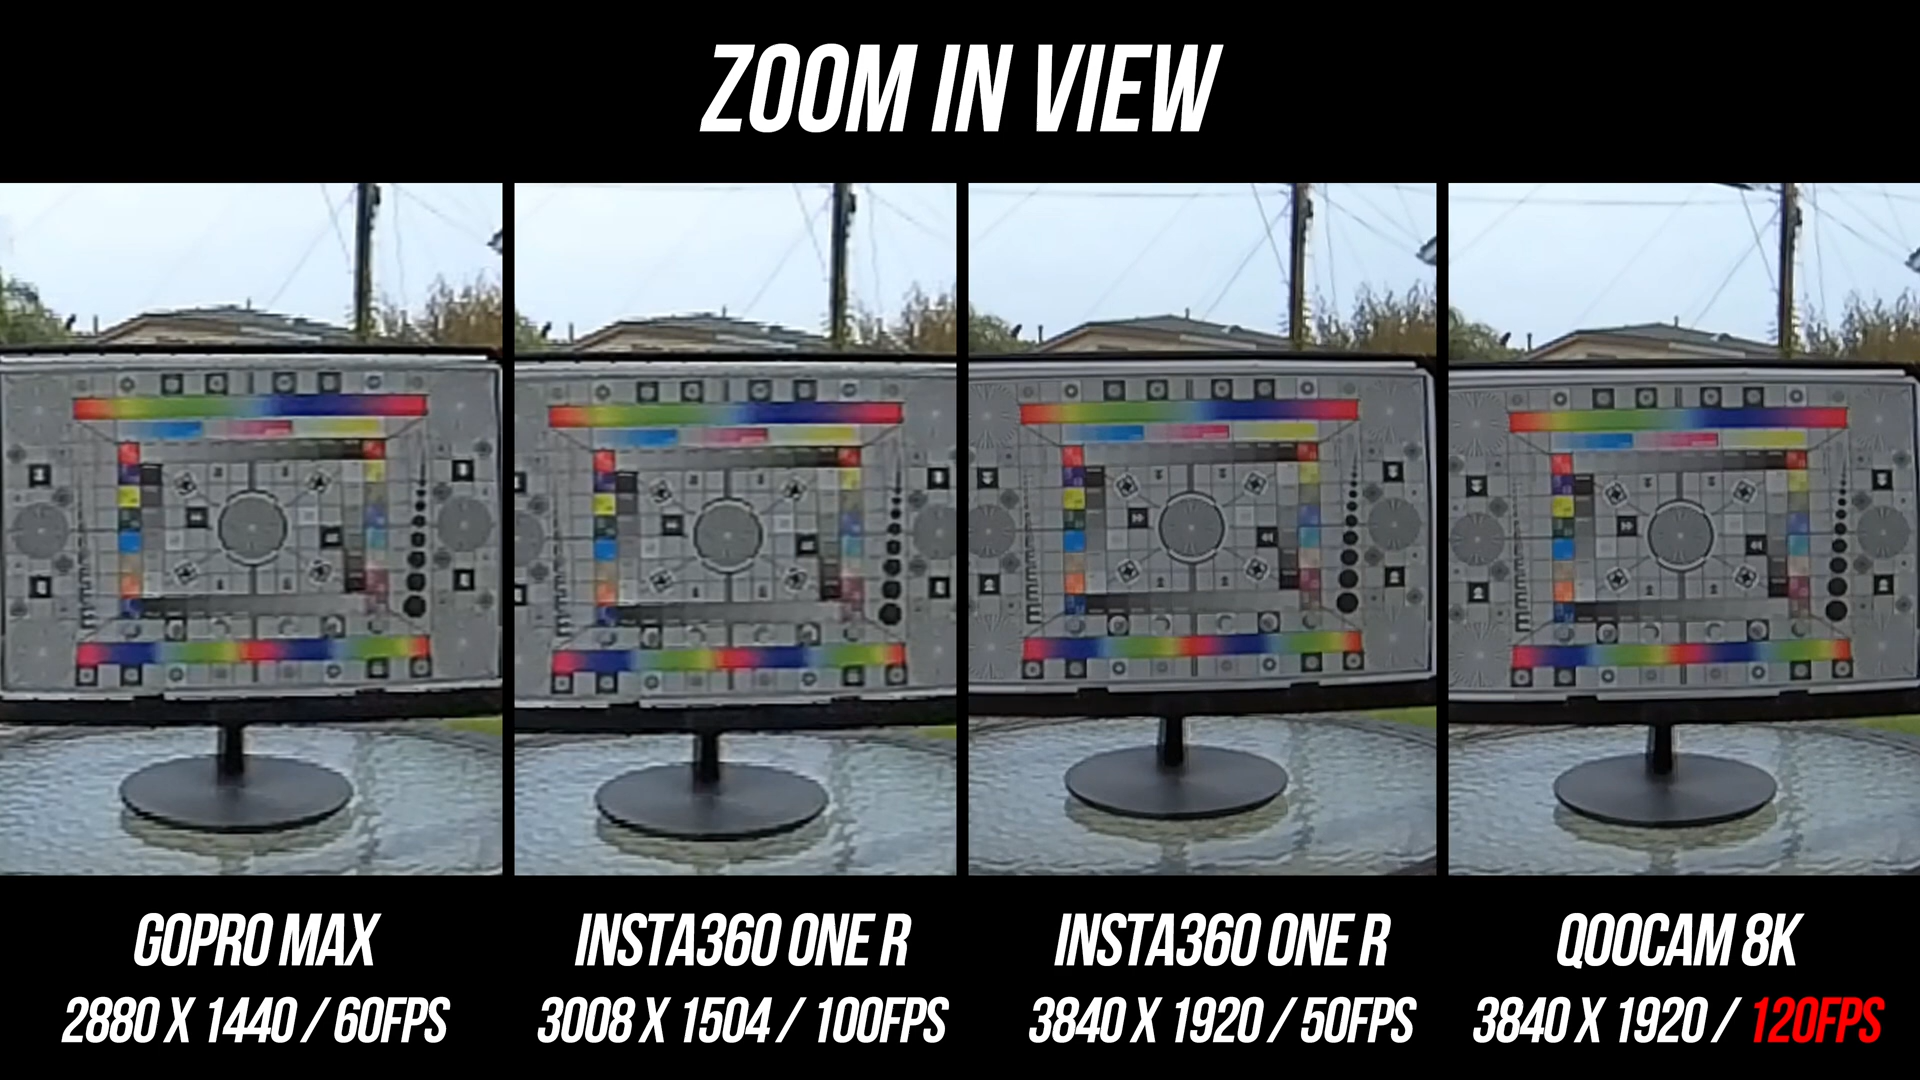 ZOOM IN VIEW
GOPRO MAX
2880 X 1440 / 60FPS
INSTA360 ONE R
3008 X 1504 / 100FPS
INSTA360 ONE R
3840 X 1920 / 50FPS
QOOCAM 8K
3840 X 1920 / 120FPS